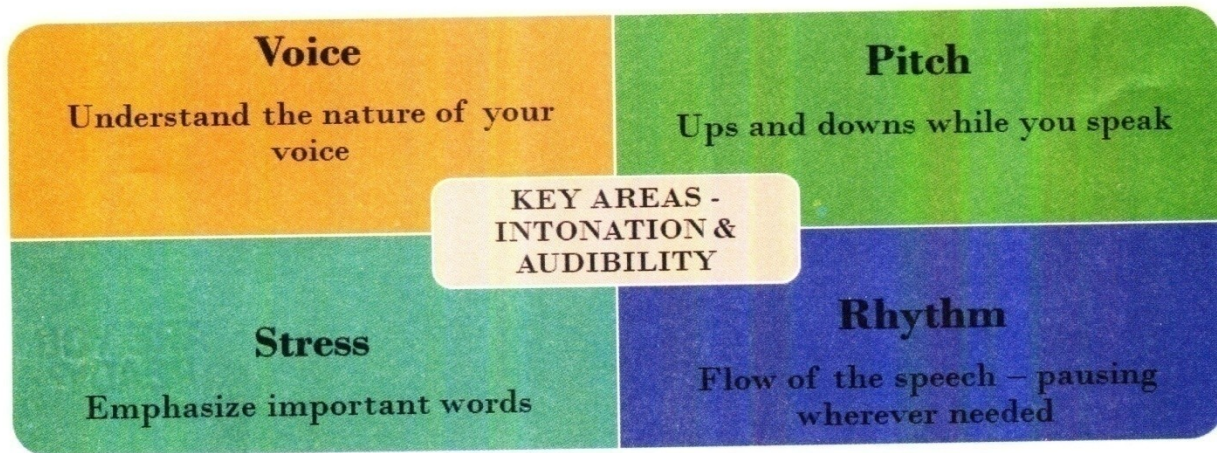 Voice
Understand the nature of your
voice
Pitch
Ups and downs while you speak
KEY AREAS -
INTONATION &
AUDIBILITY
Stress
Emphasize important words
Rhythm
Flow of the speech – pausing
wherever needed